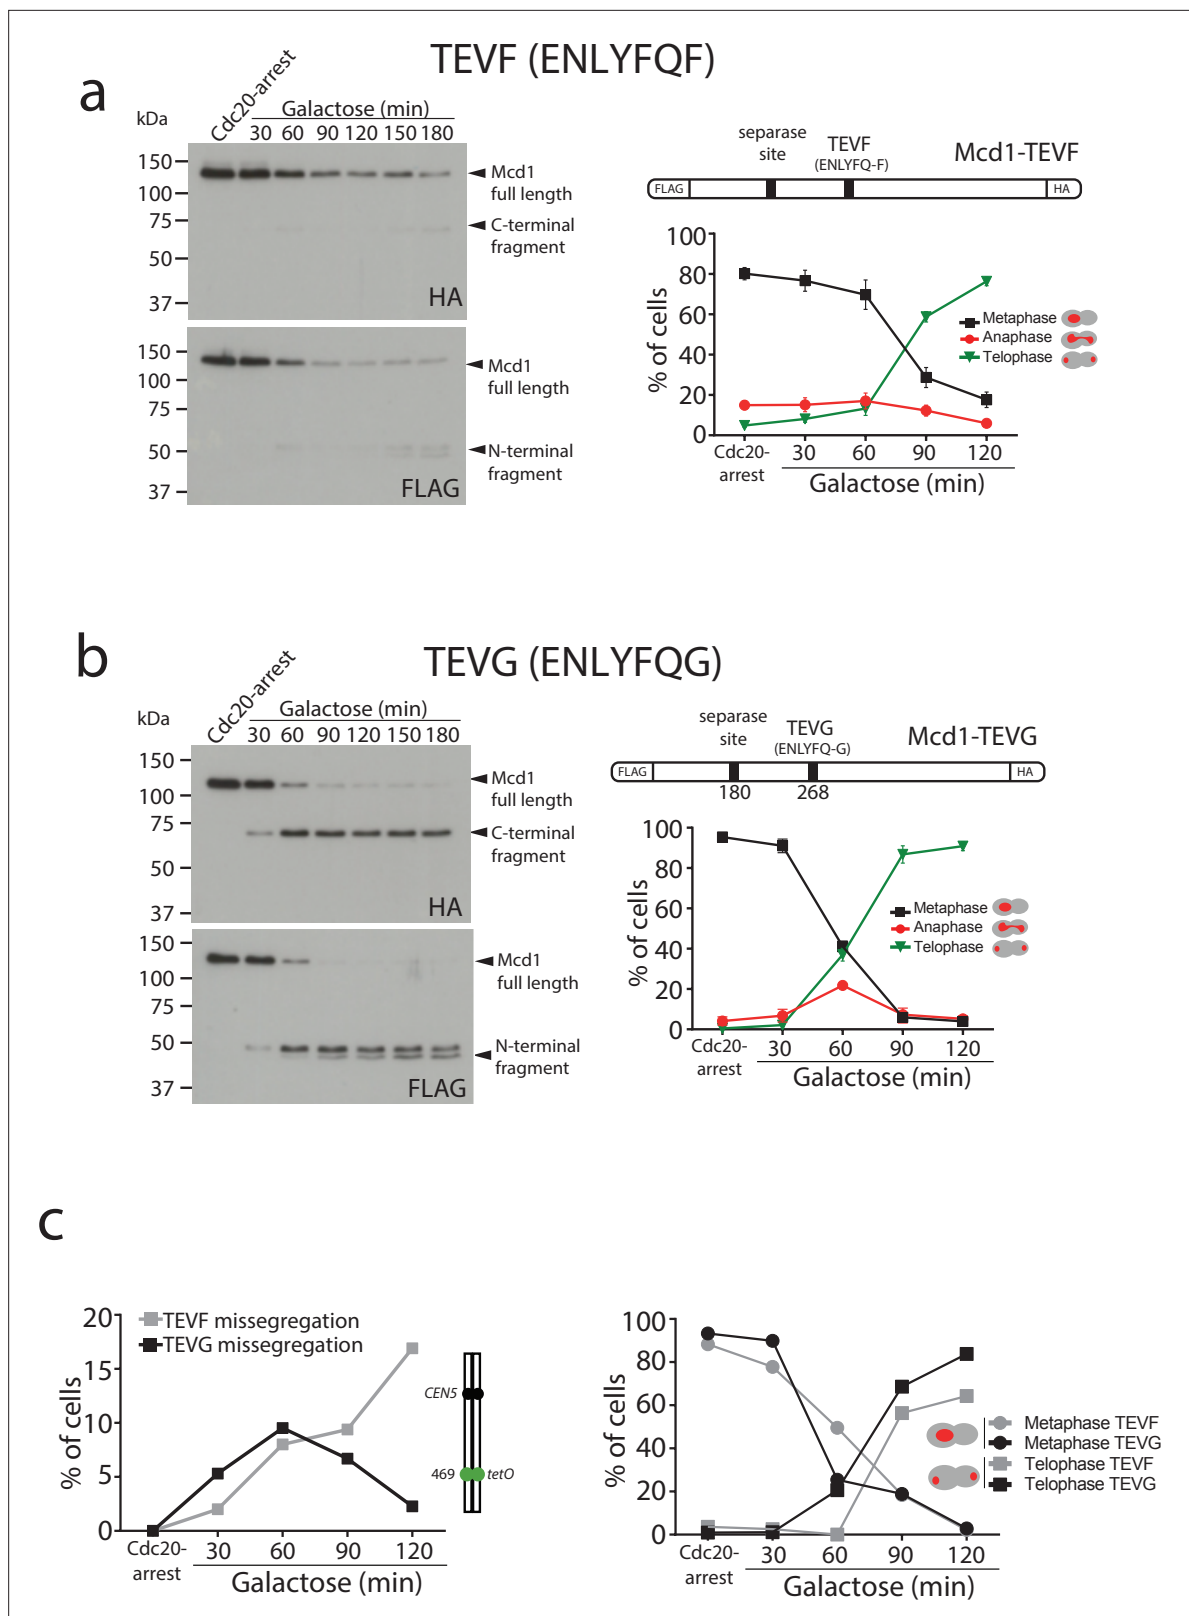 TEVF (ENLYFQF)
a
Cdc20-arrest
kDa
Galactose (min)
30 60 90 120 150 180
150
100
75
50
37
Mcd1
full length
C-terminal
fragment
HA
150
100
75
50
37
Mcd1
full length
N-terminal
fragment
FLAG
separase
site
TEVF
(ENLYFQ-F)
Mcd1-TEVF
FLAG
HA
100
80
60
40
20
0
% of cells
Metaphase
Anaphase
Telophase
Cdc20-
arrest
30 60 90 120
Galactose (min)
TEVG (ENLYFQG)
b
Cdc20-arrest
kDa
Galactose (min)
30 60 90 120 150 180
150
100
75
50
37
Mcd1
full length
C-terminal
fragment
HA
150
100
75
50
37
Mcd1
full length
N-terminal
fragment
FLAG
separase
site
TEVG
(ENLYFQ-G)
Mcd1-TEVG
FLAG
HA
180 268
100
80
60
40
20
0
% of cells
Metaphase
Anaphase
Telophase
Cdc20-
arrest
30 60 90 120
Galactose (min)
c
20
15
10
5
0
% of cells
TEVF missegregation
TEVG missegregation
CEN5
469 tetO
Cdc20-
arrest
30 60 90 120
Galactose (min)
100
80
60
40
20
0
% of cells
Metaphase TEVF
Metaphase TEVG
Telophase TEVF
Telophase TEVG
Cdc20-
arrest
30 60 90 120
Galactose (min)